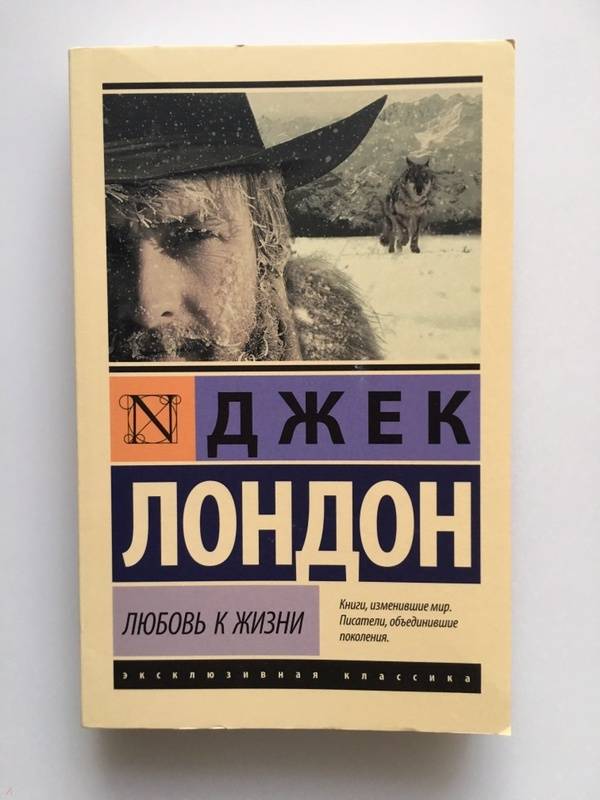 N
ДЖЕК
ЛОНДОН
ЛЮБОВЬ К ЖИЗНИ
Книги, изменившие мир.
Писатели, объединившие
поколения.
эксклюзивная классика